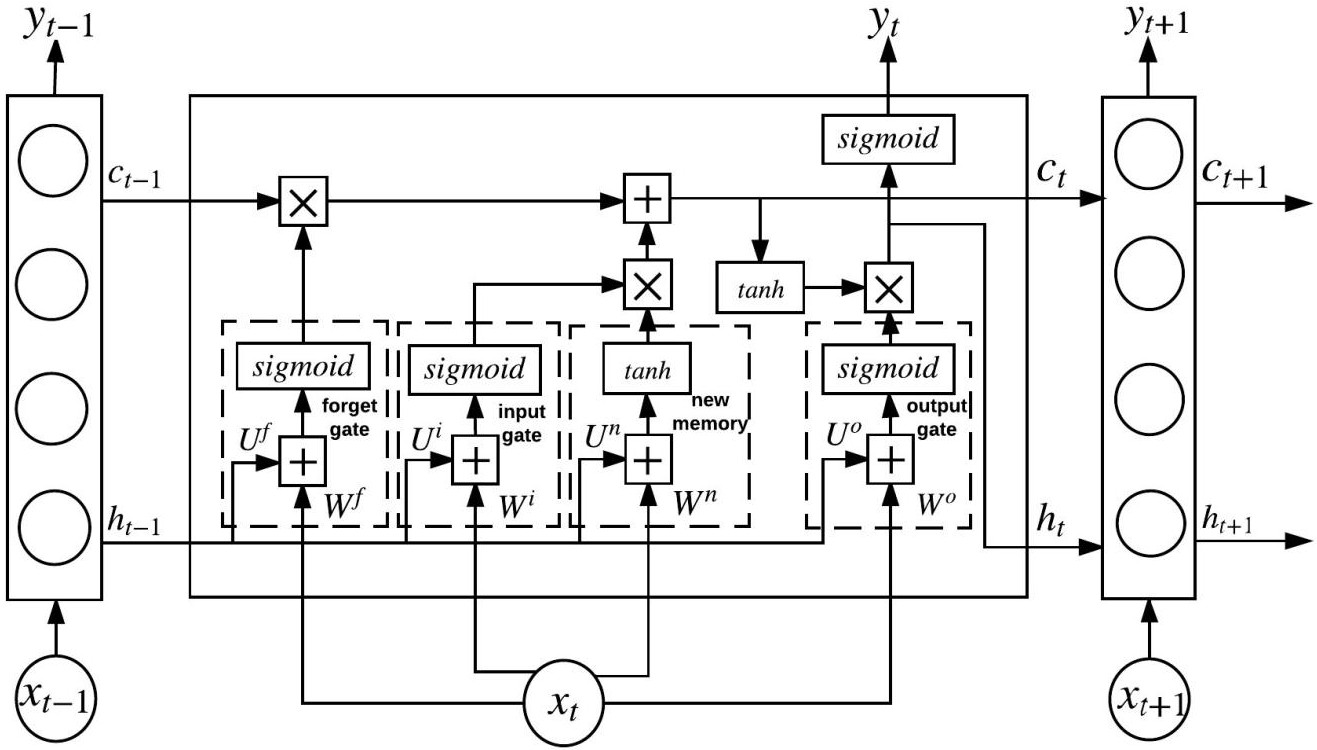 y_{t-1}
y_t
y_{t+1}
sigmoid
c_{t-1}
×
+
c_t
c_{t+1}
×
tanh
×
sigmoid
sigmoid
tanh
sigmoid
forget
gate
input
gate
new
memory
output
gate
U^f
+
U^i
+
U^n
+
U^o
+
W^f
W^i
W^n
W^o
h_{t-1}
h_t
h_{t+1}
x_{t-1}
x_t
x_{t+1}